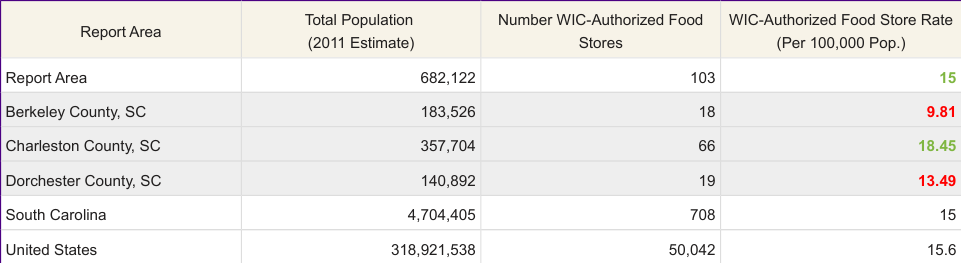 Report Area Total Population (2011 Estimate) Number WIC-Authorized Food Stores WIC-Authorized Food Store Rate (Per 100,000 Pop.)
Report Area 682,122 103 15
Berkeley County, SC 183,526 18 9.81
Charleston County, SC 357,704 66 18.45
Dorchester County, SC 140,892 19 13.49
South Carolina 4,704,405 708 15
United States 318,921,538 50,042 15.6